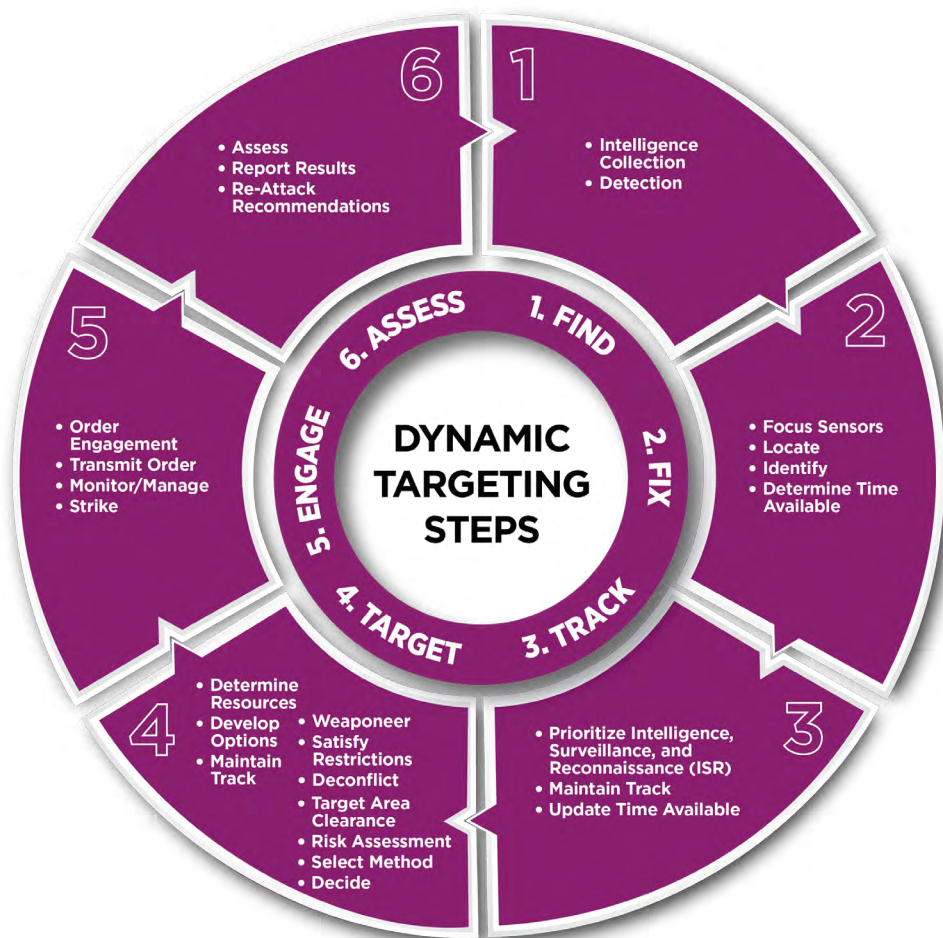 DYNAMIC
TARGETING
STEPS
1. FIND
2. FIX
3. TRACK
4. TARGET
5. ENGAGE
6. ASSESS
1
• Intelligence
Collection
• Detection
2
• Focus Sensors
• Locate
• Identify
• Determine Time
Available
3
• Prioritize Intelligence,
Surveillance, and
Reconnaissance (ISR)
• Maintain Track
• Update Time Available
4
• Determine
Resources
• Develop
Options
• Maintain
Track
• Weaponeer
• Satisfy
Restrictions
• Deconflict
• Target Area
Clearance
• Risk Assessment
• Select Method
• Decide
5
• Order
Engagement
• Transmit Order
• Monitor/Manage
• Strike
6
• Assess
• Report Results
• Re-Attack
Recommendations